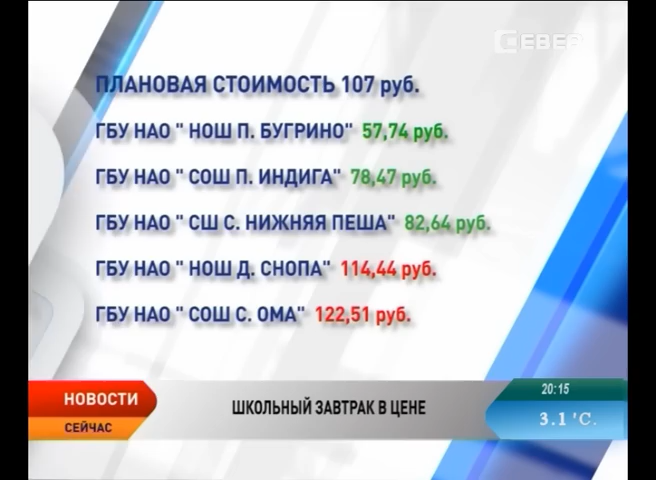 СЕВЕР
ПЛАНОВАЯ СТОИМОСТЬ 107 руб.
ГБУ НАО " НОШ П. БУГРИНО" 57,74 руб.
ГБУ НАО " СОШ П. ИНДИГА" 78,47 руб.
ГБУ НАО " СШ С. НИЖНЯЯ ПЕША" 82,64 руб.
ГБУ НАО " НОШ Д. СНОПА" 114,44 руб.
ГБУ НАО " СОШ С. ОМА" 122,51 руб.
НОВОСТИ
СЕЙЧАС
ШКОЛЬНЫЙ ЗАВТРАК В ЦЕНЕ
20:15
3.1 'С.